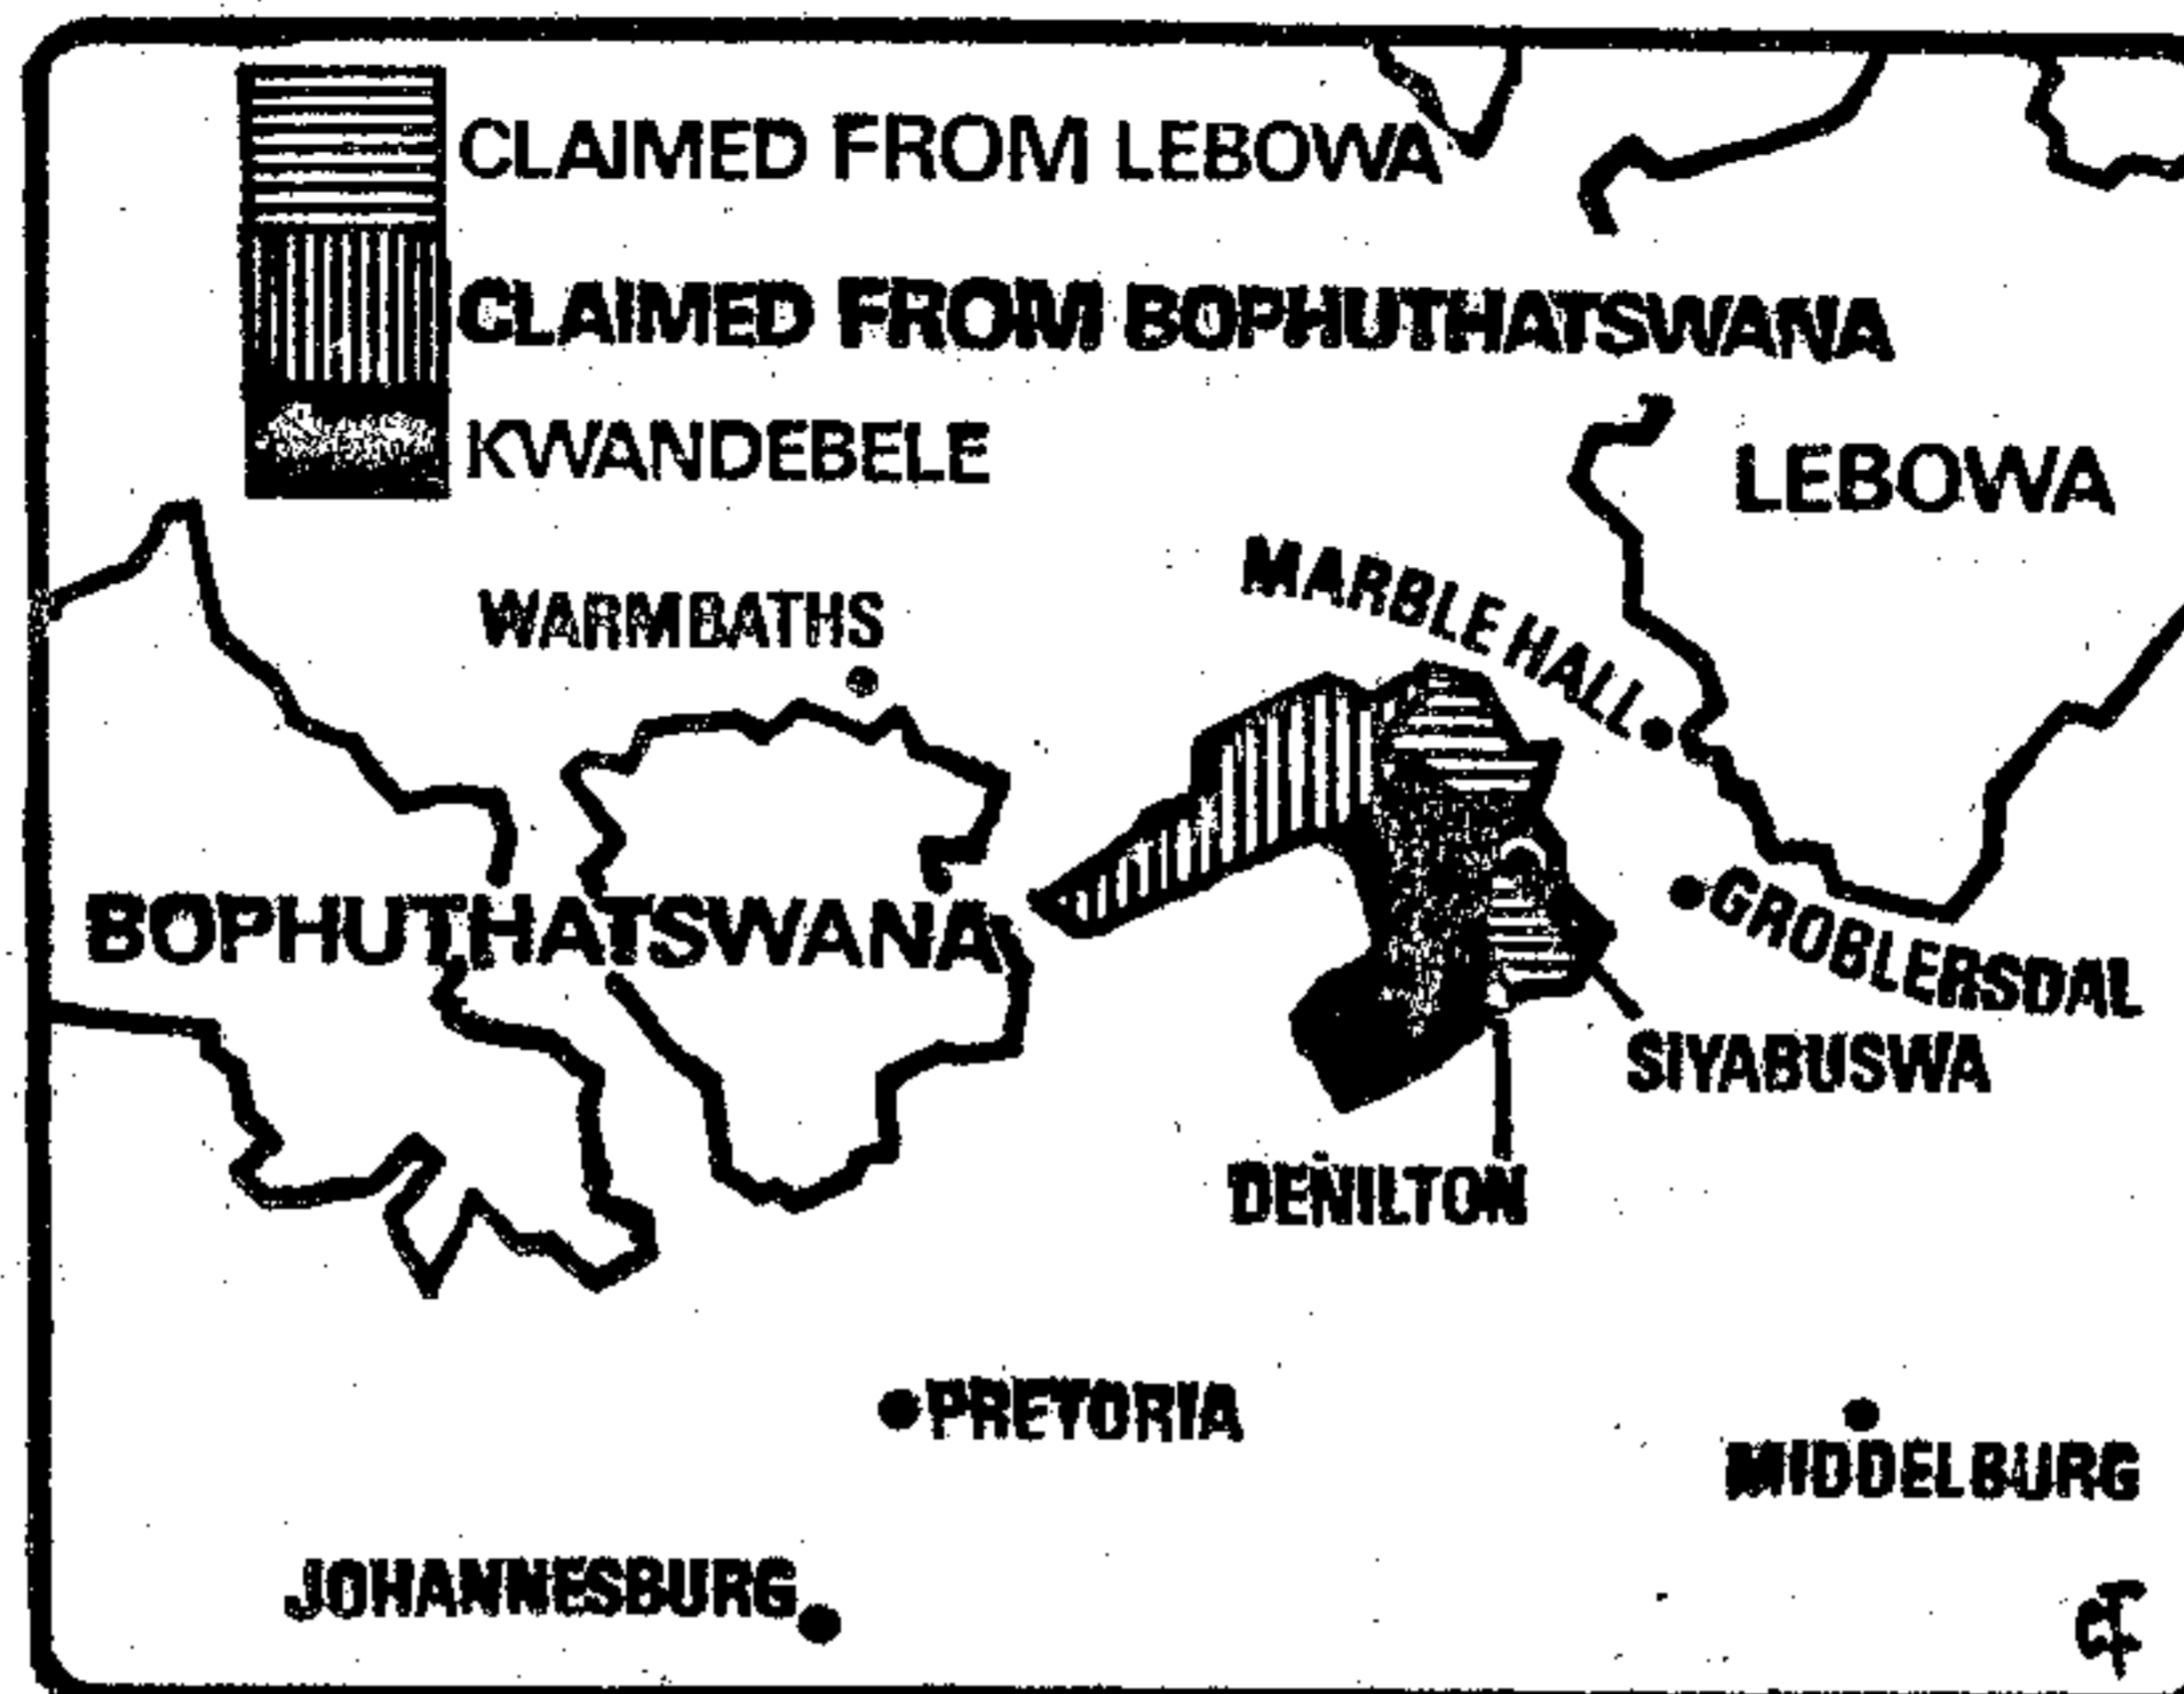 CLAIMED FROM LEBOWA
CLAIMED FROM BOPHUTHATSWANA
KWANDEBELE
LEBOWA
MARBLE HALL
WARMBATHS
BOPHUTHATSWANA
GROBLERSDAL
SIYABUSWA
DENILTON
PRETORIA
MIDDELBURG
JOHANNESBURG